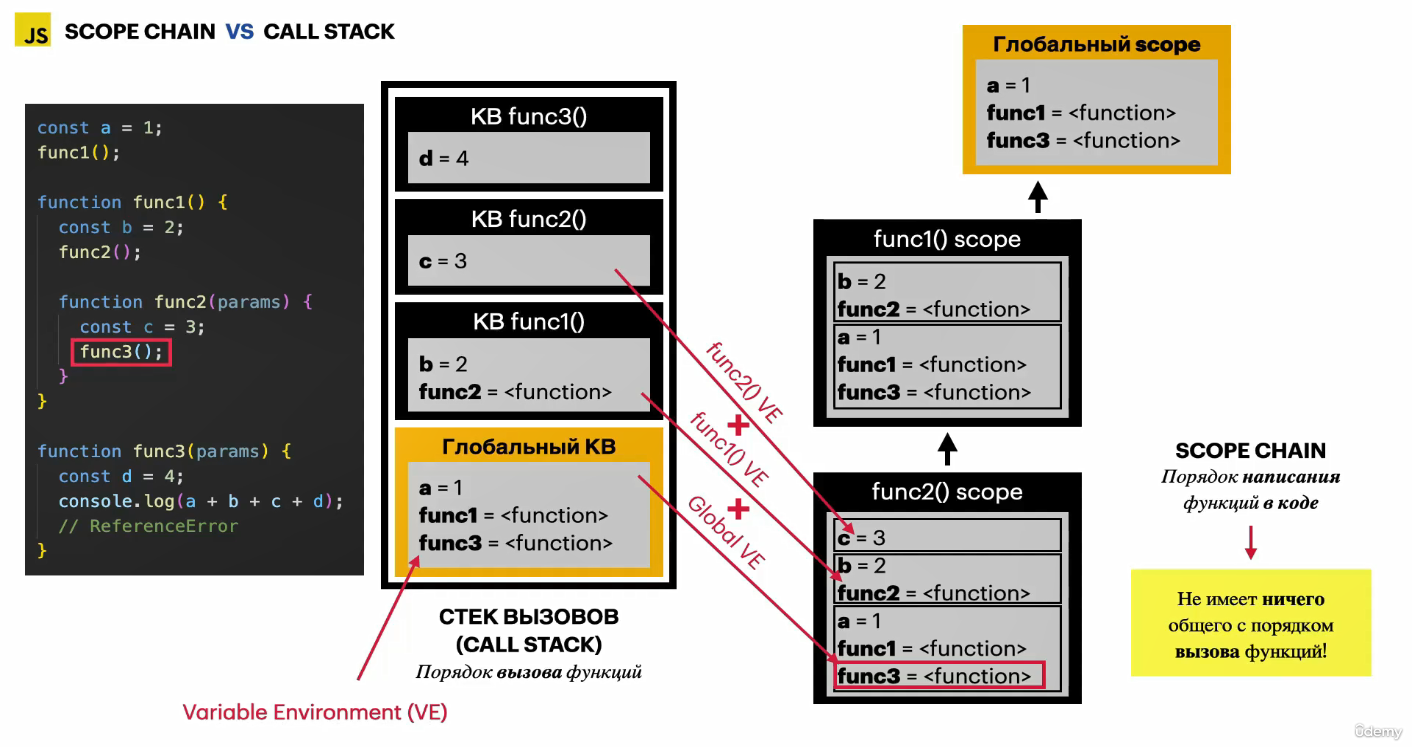 JS
SCOPE CHAIN VS CALL STACK
const a = 1;
func1();
function func1() {
const b = 2;
func2();
function func2(params) {
const c = 3;
func3();
}
}
function func3(params) {
const d = 4;
console.log(a + b + c + d);
// ReferenceError
}
КВ func3()
d = 4
КВ func2()
c = 3
КВ func1()
b = 2
func2 = <function>
Глобальный КВ
a = 1
func1 = <function>
func3 = <function>
СТЕК ВЫЗОВОВ
(CALL STACK)
Порядок вызова функций
Variable Environment (VE)
func2() VE
+
func1() VE
+
Global VE
Глобальный scope
a = 1
func1 = <function>
func3 = <function>
func1() scope
b = 2
func2 = <function>
a = 1
func1 = <function>
func3 = <function>
func2() scope
c = 3
b = 2
func2 = <function>
a = 1
func1 = <function>
func3 = <function>
SCOPE CHAIN
Порядок написания
функций в коде
Не имеет ничего
общего с порядком
вызова функций!
ûdemy